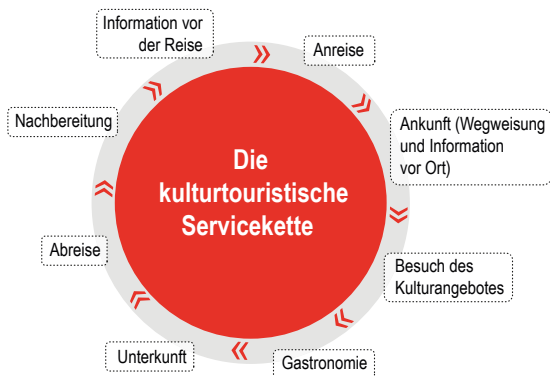 Die
kulturtouristische
Servicekette
Information vor
der Reise
Anreise
Ankunft (Wegweisung
und Information
vor Ort)
Besuch des
Kulturangebotes
Gastronomie
Unterkunft
Abreise
Nachbereitung